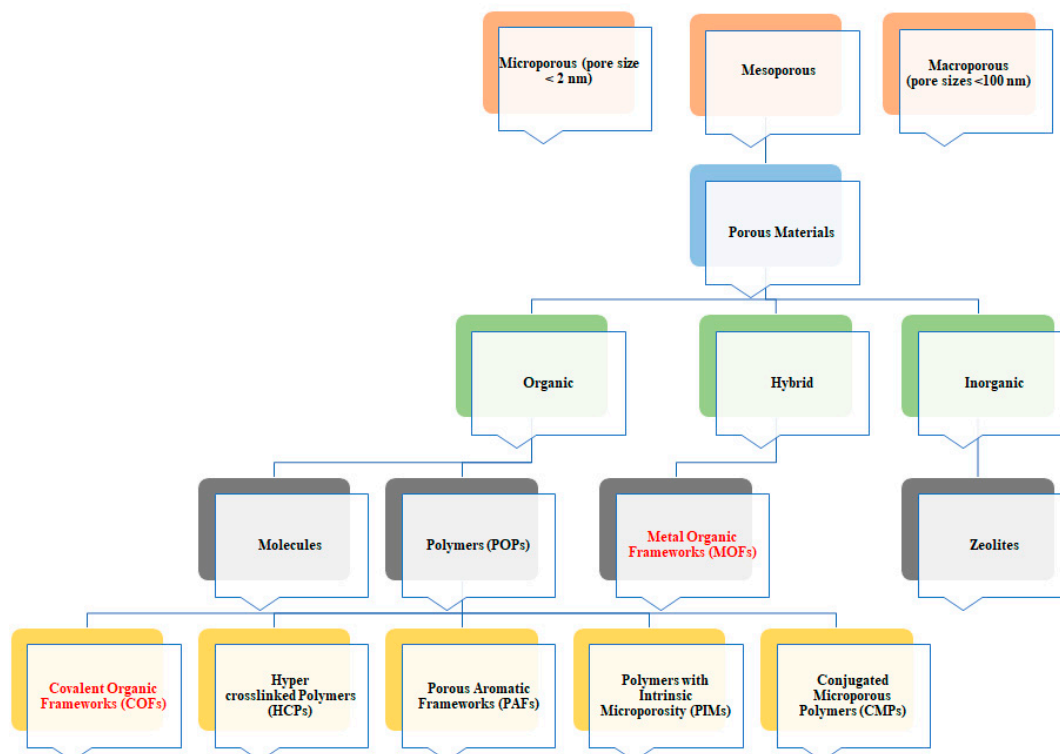 Microporous (pore size
< 2 nm)
Mesoporous
Macroporous
(pore sizes <100 nm)
Porous Materials
Organic
Hybrid
Inorganic
Molecules
Polymers (POPs)
Metal Organic
Frameworks (MOFs)
Zeolites
Covalent Organic
Frameworks (COFs)
Hyper
crosslinked Polymers
(HCPs)
Porous Aromatic
Frameworks (PAFs)
Polymers with
Intrinsic
Microporosity (PIMs)
Conjugated
Microporous
Polymers (CMPs)